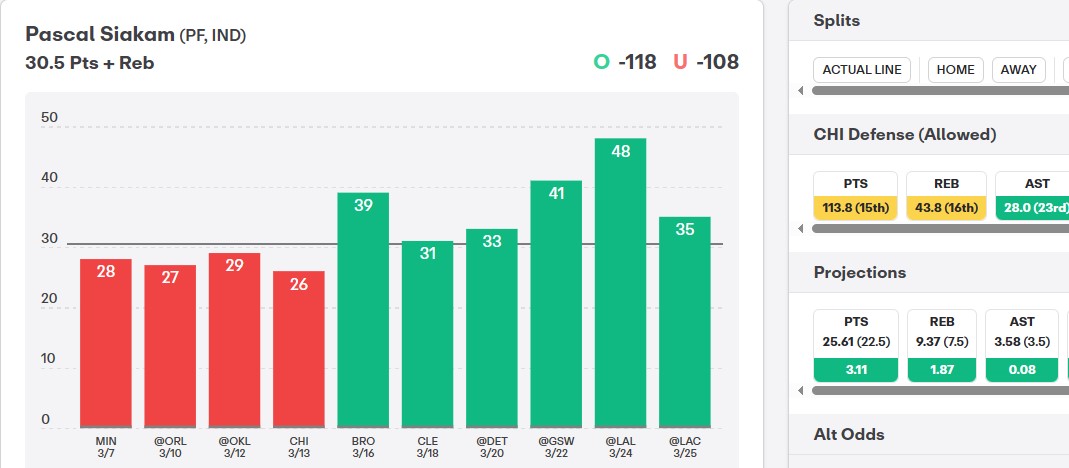 Pascal Siakam (PF, IND)
30.5 Pts + Reb
O -118 U -108
50
40
30
20
10
0
28
27
29
26
39
31
33
41
48
35
MIN
3/7
@ORL
3/10
@OKL
3/12
CHI
3/13
BRO
3/16
CLE
3/18
@DET
3/20
@GSW
3/22
@LAL
3/24
@LAC
3/25
Splits
ACTUAL LINE HOME AWAY
CHI Defense (Allowed)
PTS
113.8 (15th)
REB
43.8 (16th)
AST
28.0 (23rd)
Projections
PTS
25.61 (22.5)
3.11
REB
9.37 (7.5)
1.87
AST
3.58 (3.5)
0.08
Alt Odds